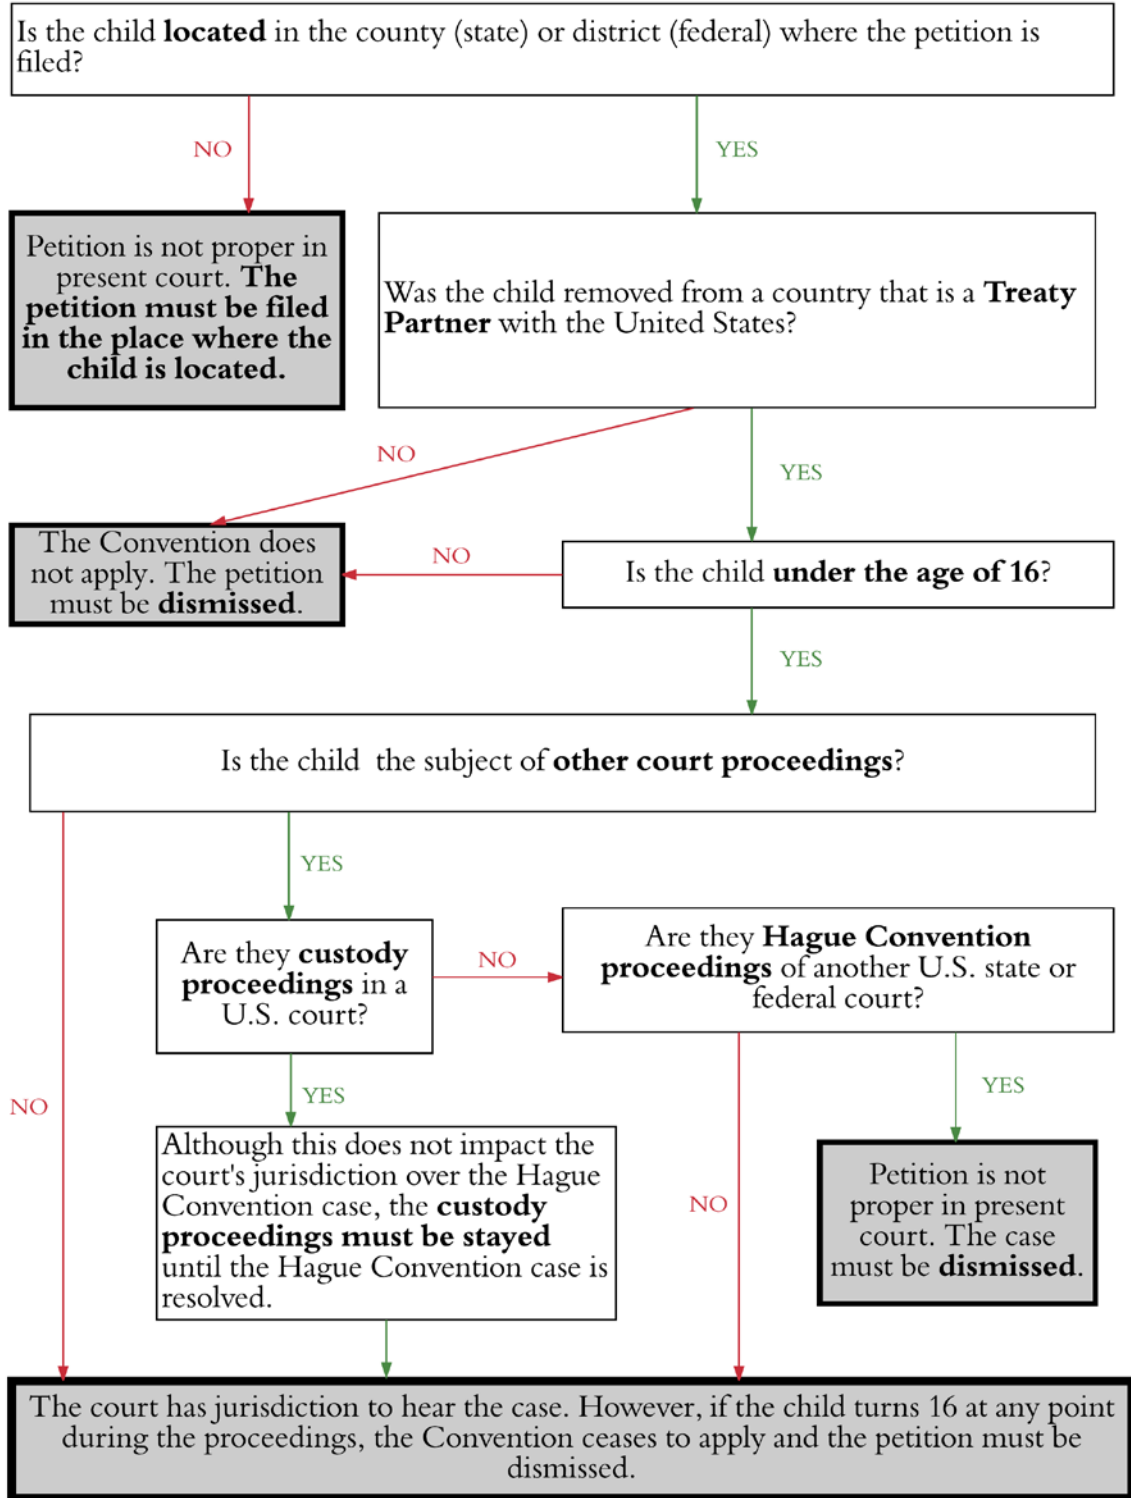 Is the child located in the county (state) or district (federal) where the petition is
filed?
NO
YES
Petition is not proper in
present court. The
petition must be filed
in the place where the
child is located.
Was the child removed from a country that is a Treaty
Partner with the United States?
NO
YES
The Convention does
not apply. The petition
must be dismissed.
NO
Is the child under the age of 16?
YES
Is the child the subject of other court proceedings?
YES
Are they custody
proceedings in a
U.S. court?
NO
Are they Hague Convention
proceedings of another U.S. state or
federal court?
NO
YES
YES
Although this does not impact the
court's jurisdiction over the Hague
Convention case, the custody
proceedings must be stayed
until the Hague Convention case is
resolved.
NO
Petition is not
proper in present
court. The case
must be dismissed.
The court has jurisdiction to hear the case. However, if the child turns 16 at any point
during the proceedings, the Convention ceases to apply and the petition must be
dismissed.